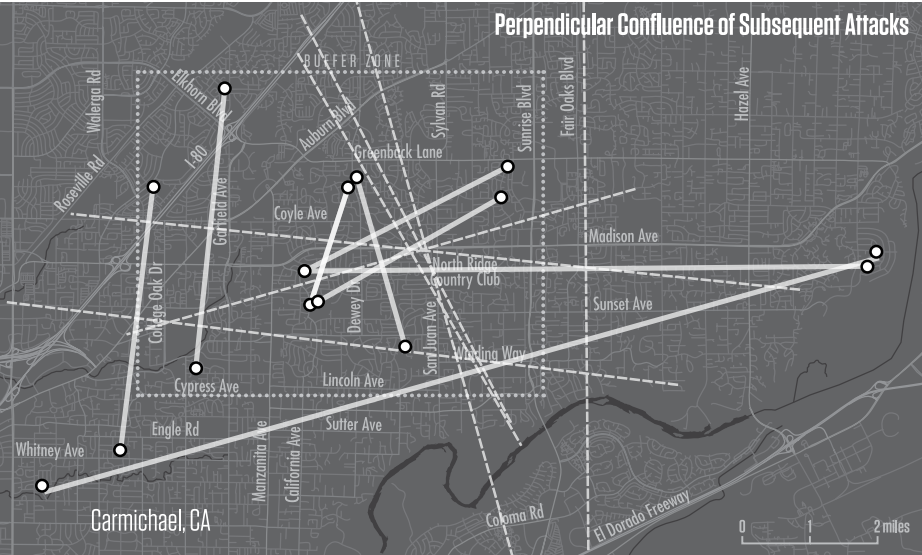 Perpendicular Confluence of Subsequent Attacks
BUFFER ZONE
Walerga Rd
Elkhorn Blvd
I-80
Auburn Blvd
Sylvan Rd
Sunrise Blvd
Fair Oaks Blvd
Hazel Ave
Greenback Lane
Roseville Rd
Garfield Ave
Coyle Ave
Madison Ave
North Ridge
Country Club
College Oak Dr
Dewey Dr
San Juan Ave
Sunset Ave
Winding Way
Cypress Ave
Lincoln Ave
Engle Rd
Sutter Ave
Whitney Ave
Manzanita Ave
California Ave
Carmichael, CA
Coloma Rd
El Dorado Freeway
0 1 2 miles